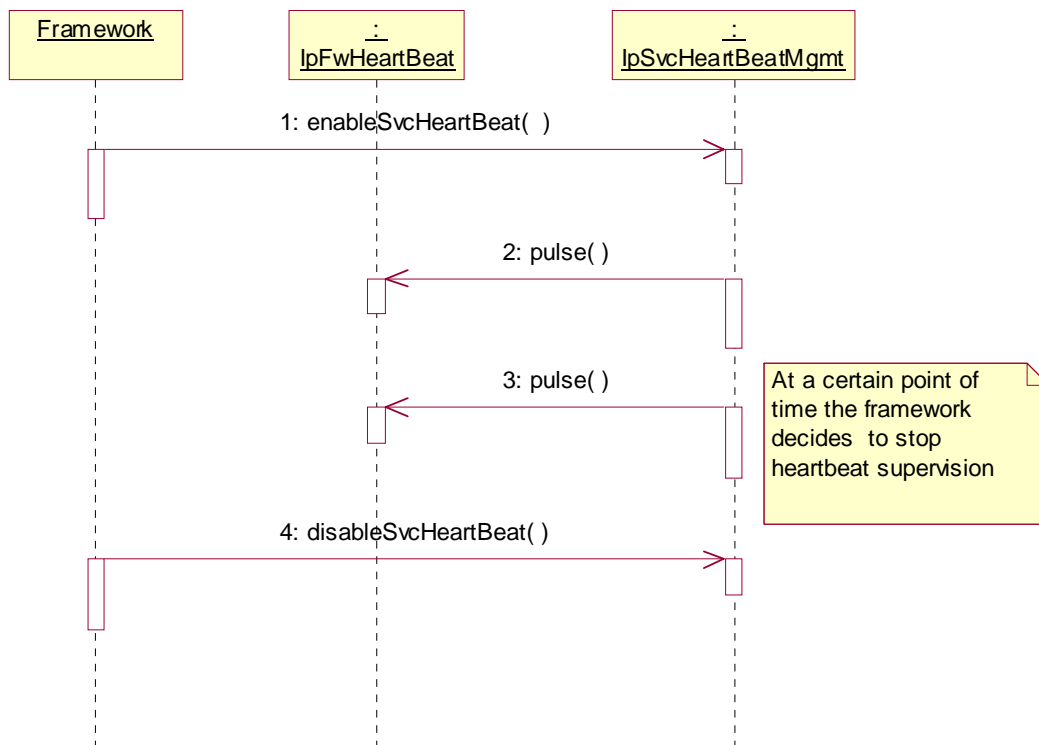 Framework
:
IpFwHeartBeat
:
IpSvcHeartBeatMgmt
1: enableSvcHeartBeat( )
2: pulse( )
3: pulse( )
At a certain point of
time the framework
decides to stop
heartbeat supervision
4: disableSvcHeartBeat( )